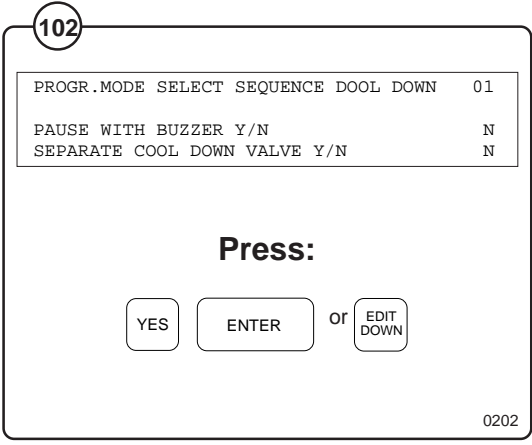 102
PROGR.MODE SELECT SEQUENCE DOOL DOWN 01
PAUSE WITH BUZZER Y/N N
SEPARATE COOL DOWN VALVE Y/N N
Press:
YES ENTER or EDIT DOWN
0202